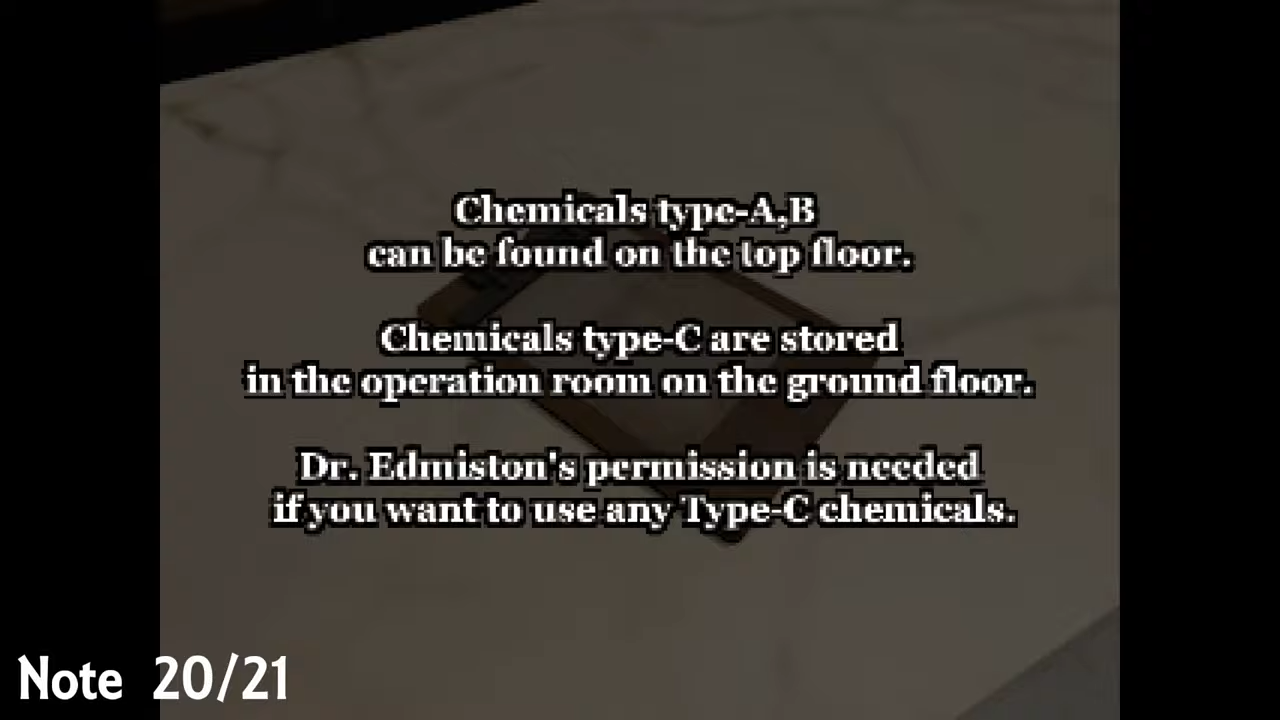 Chemicals type-A,B
can be found on the top floor.
Chemicals type-C are stored
in the operation room on the ground floor.
Dr. Edmiston's permission is needed
if you want to use any Type-C chemicals.
Note 20/21